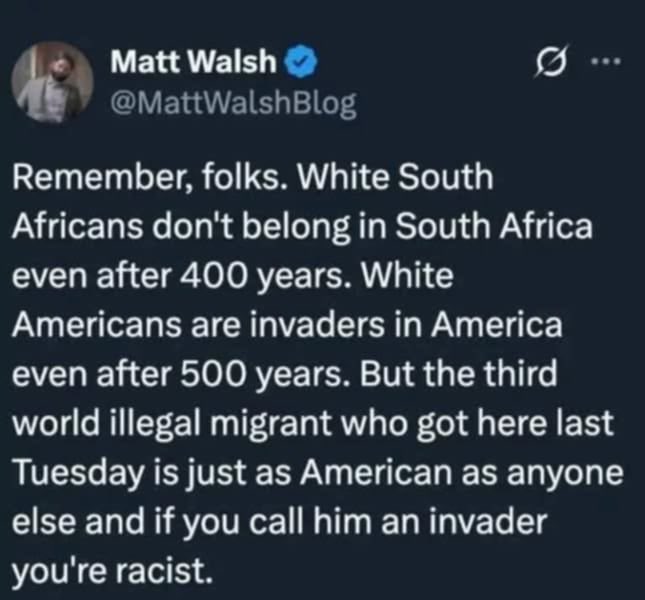 Matt Walsh
@MattWalshBlog
Remember, folks. White South
Africans don't belong in South Africa
even after 400 years. White
Americans are invaders in America
even after 500 years. But the third
world illegal migrant who got here last
Tuesday is just as American as anyone
else and if you call him an invader
you're racist.